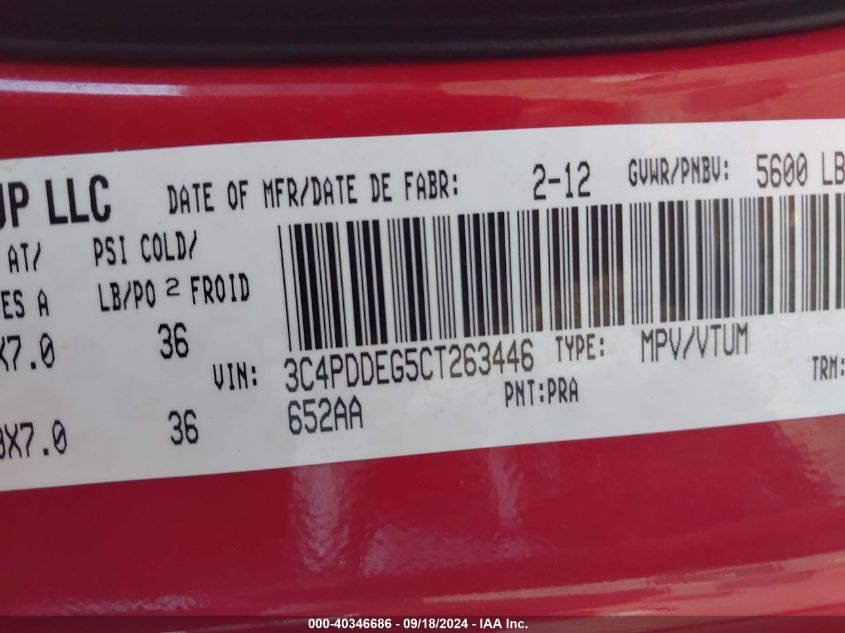 UP LLC DATE OF MFR/DATE DE FABR: 2-12 GVWR/PNBV: 5600 LB
AT/ PSI COLD/
ES A LB/PO 2 FROID
X7.0 36
VIN: 3C4PDDEG5CT263446 TYPE: MPV/VTUM
PNT:PRA TRM:
X7.0 36 652AA
000-40346686 - 09/18/2024 - IAA Inc.